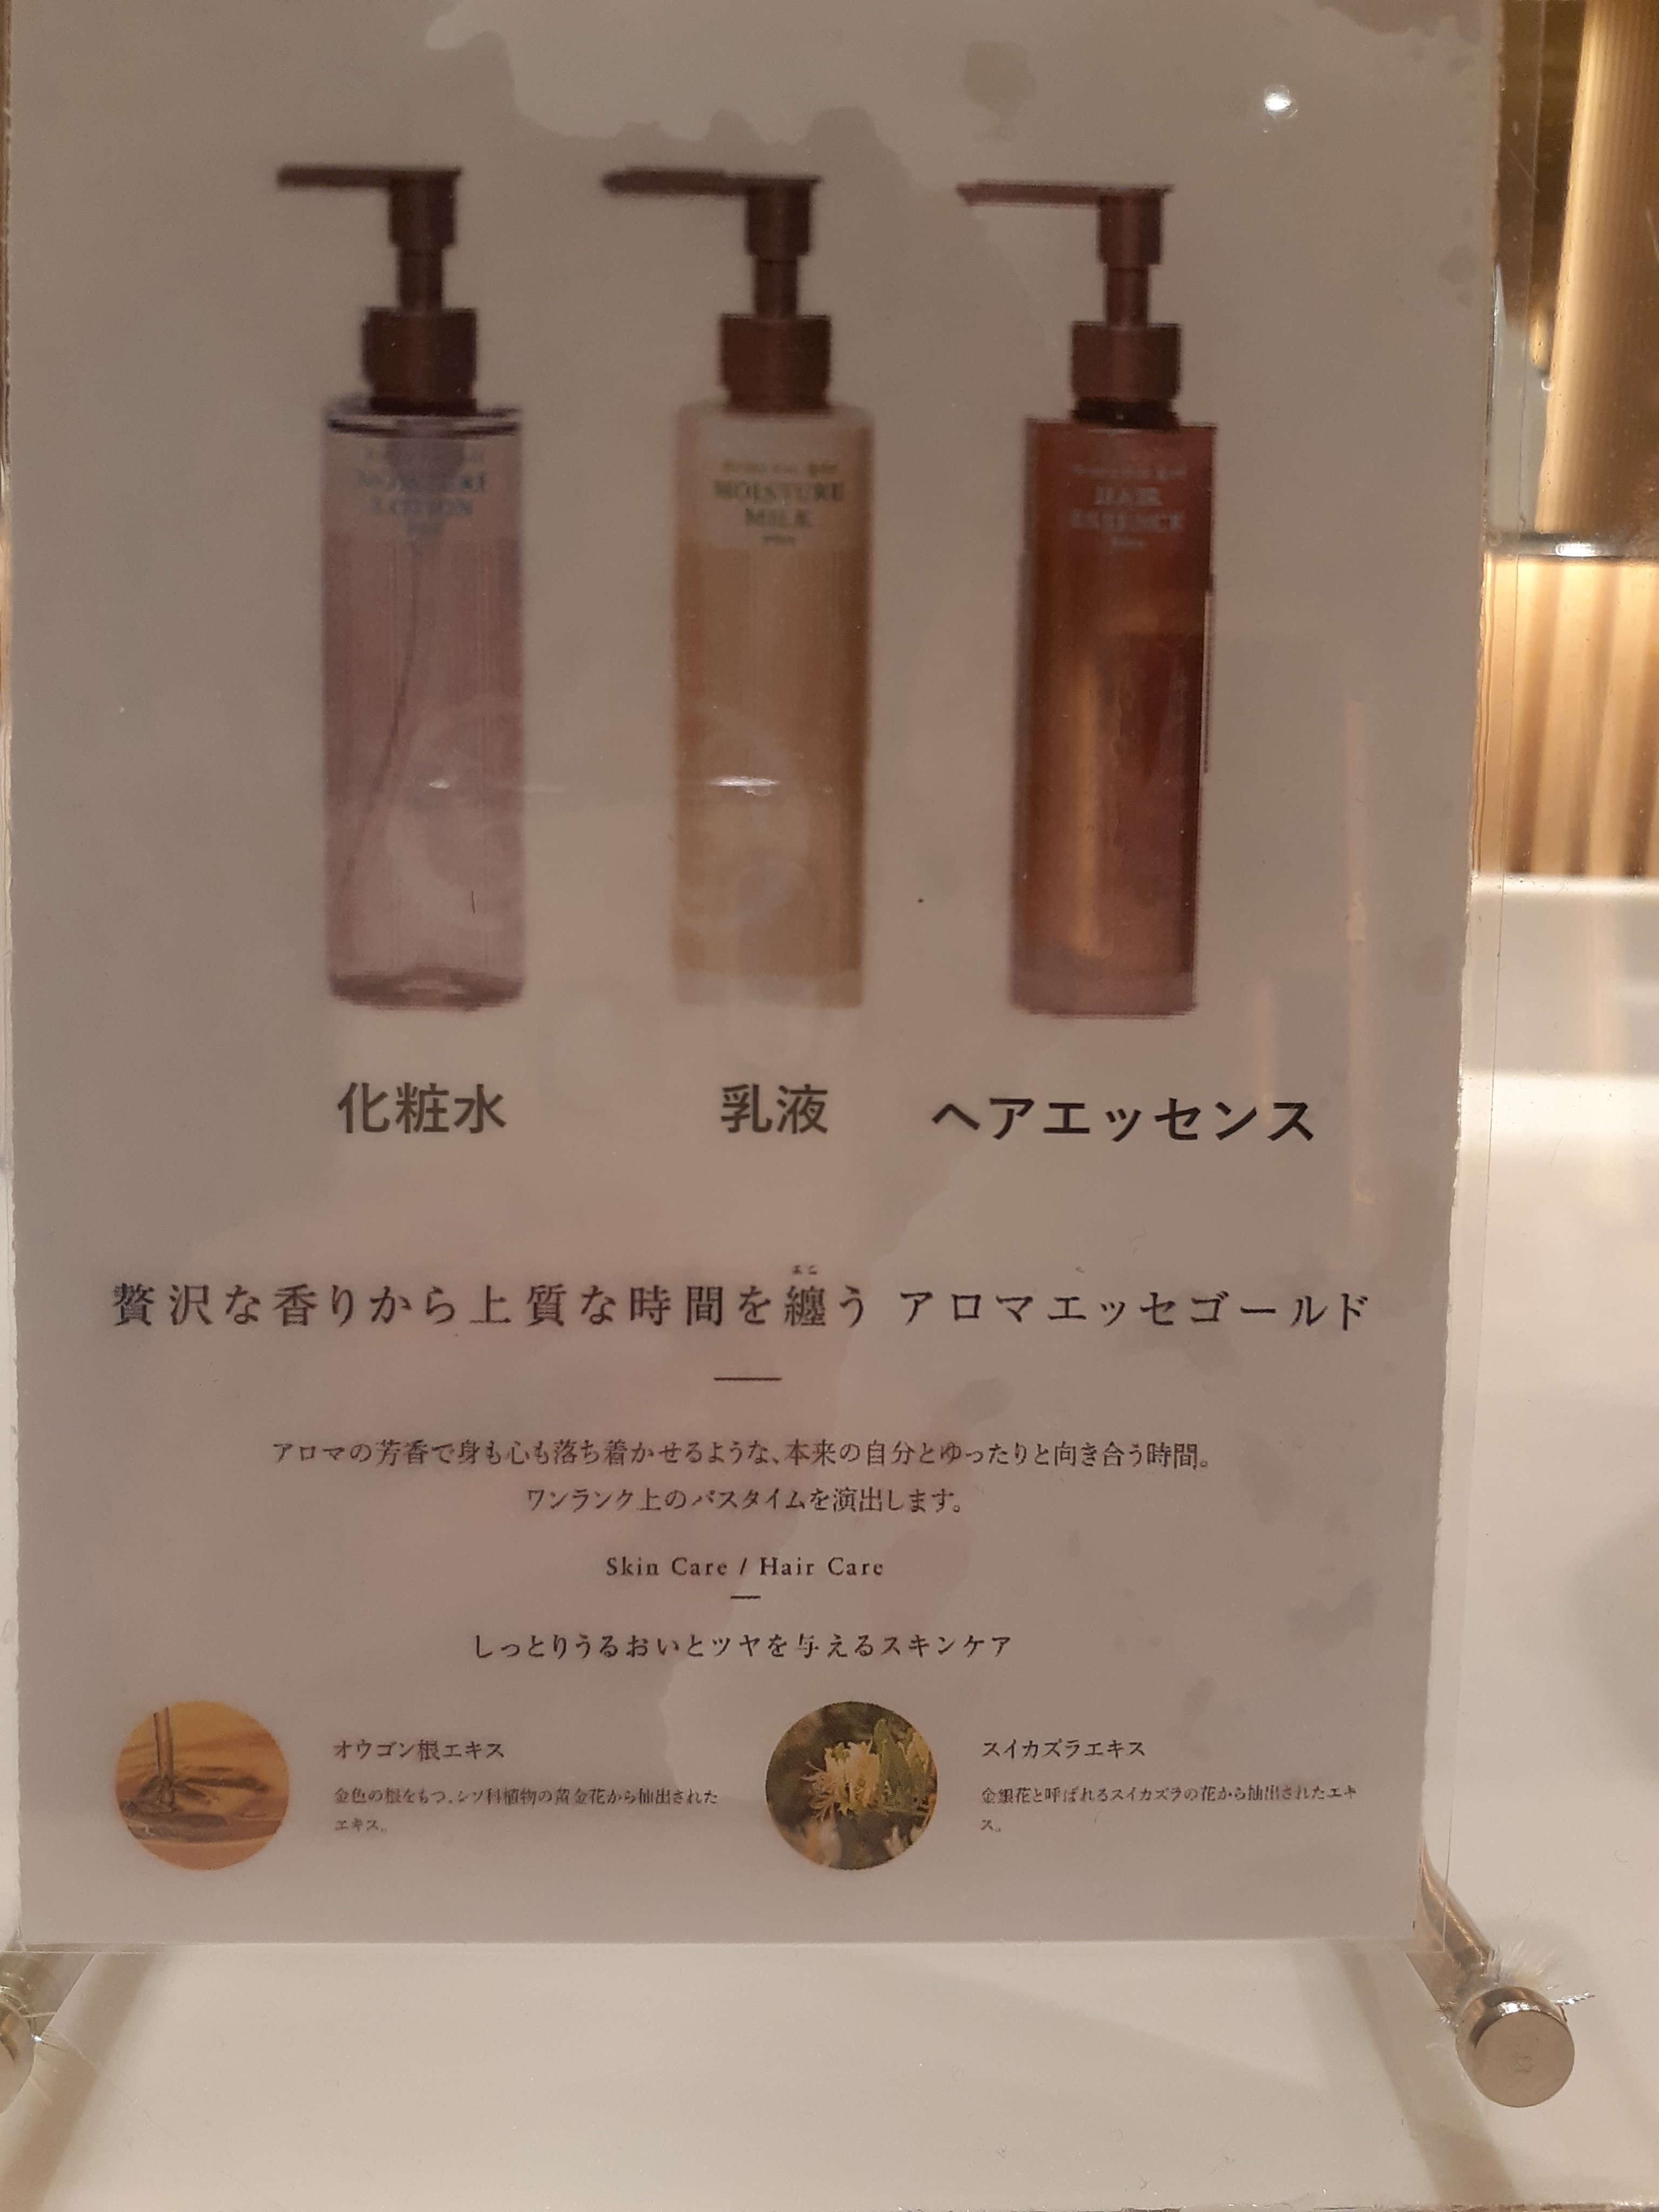 MOISTURE
LOTION
MOISTURE
MILK
HAIR
ESSENCE
化粧水
乳液
ヘアエッセンス
まと
贅沢な香りから上質な時間を纏う アロマエッセゴールド
アロマの芳香で身も心も落ち着かせるような、本来の自分とゆったりと向き合う時間。
ワンランク上のバスタイムを演出します。
Skin Care / Hair Care
しっとりうるおいとツヤを与えるスキンケア
オウゴン根エキス
金色の根をもつ、シソ科植物の黄金花から抽出された
エキス。
スイカズラエキス
金銀花と呼ばれるスイカズラの花から抽出されたエキ
ス。